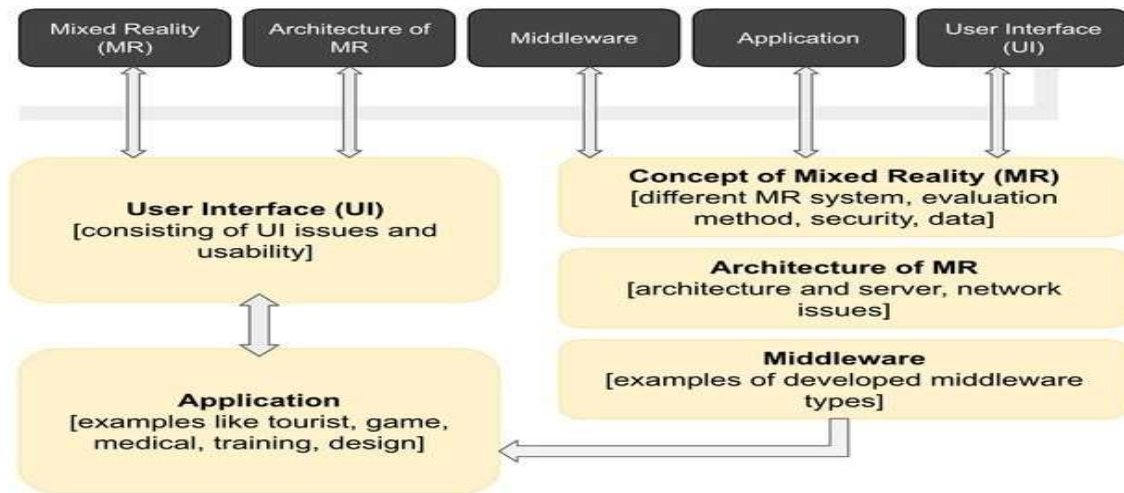 Mixed Reality
(MR)
Architecture of
MR
Middleware
Application
User Interface
(UI)
User Interface (UI)
[consisting of UI issues and
usability]
Application
[examples like tourist, game,
medical, training, design]
Concept of Mixed Reality (MR)
[different MR system, evaluation
method, security, data]
Architecture of MR
[architecture and server, network
issues]
Middleware
[examples of developed middleware
types]